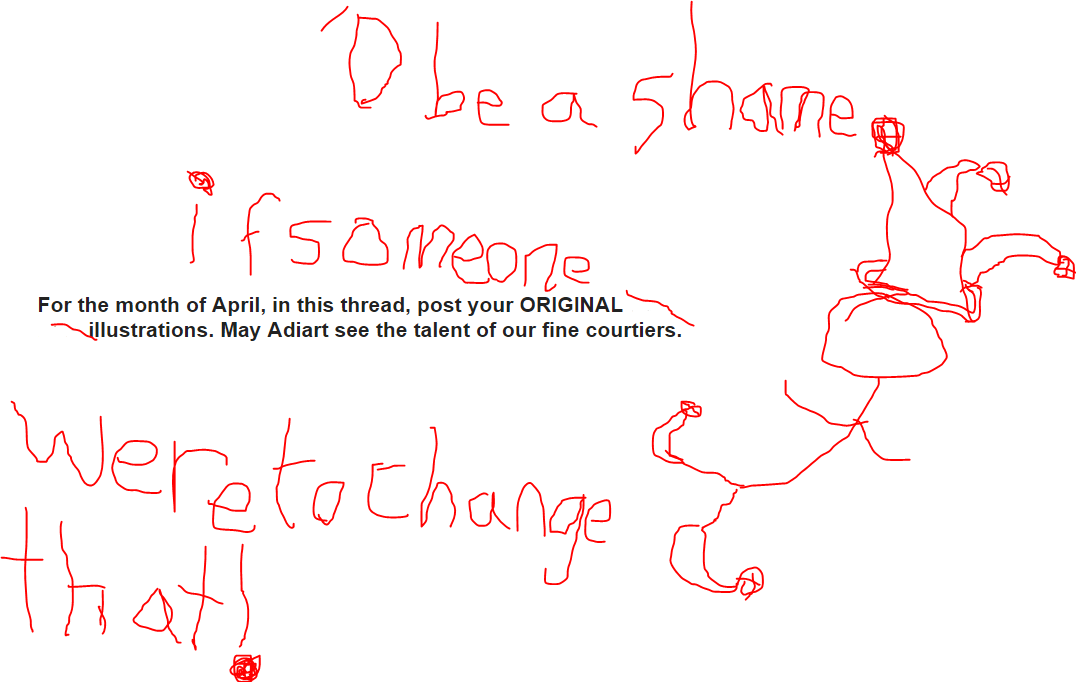 'D be a shame
if someone
For the month of April, in this thread, post your ORIGINAL
illustrations. May Adiart see the talent of our fine courtiers.
were to change
that!